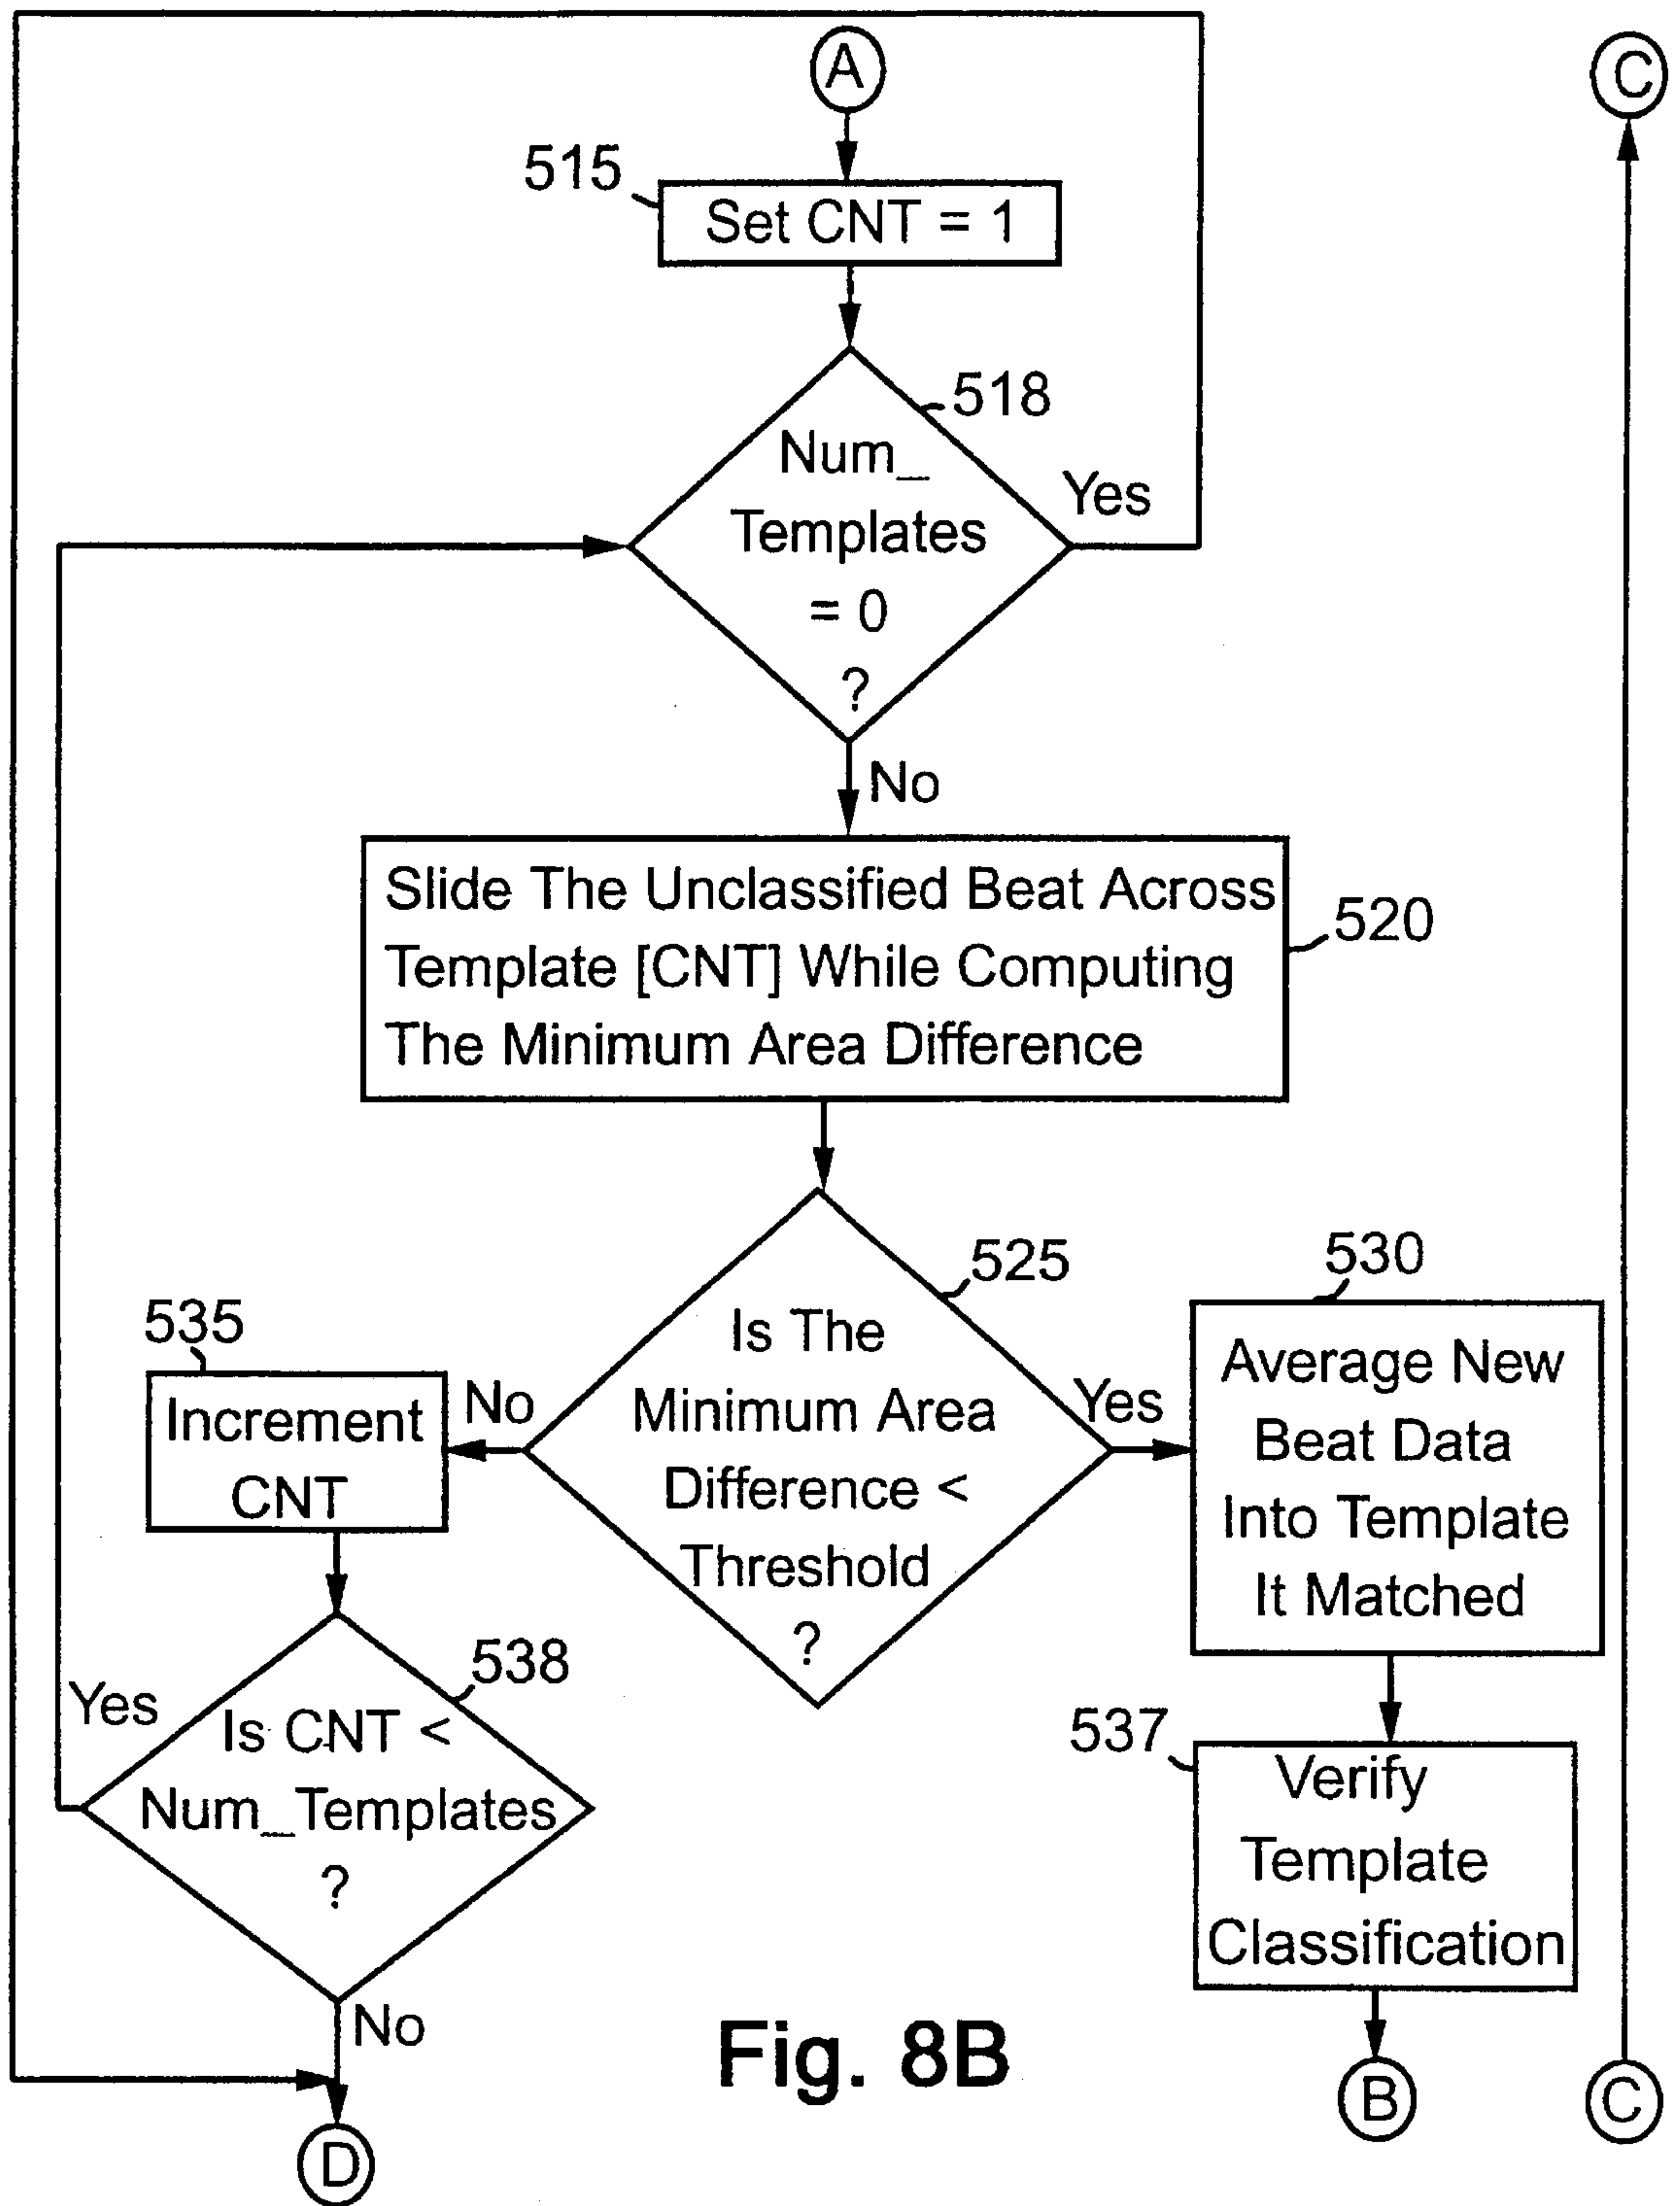 A
C
515
Set CNT = 1
518
Num_
Templates
= 0
?
Yes
No
Slide The Unclassified Beat Across
Template [CNT] While Computing
The Minimum Area Difference
520
525
Is The
Minimum Area
Difference <
Threshold
?
No
Yes
535
Increment
CNT
530
Average New
Beat Data
Into Template
It Matched
538
Is CNT <
Num_Templates
?
Yes
No
537
Verify
Template
Classification
Fig. 8B
B
C
D